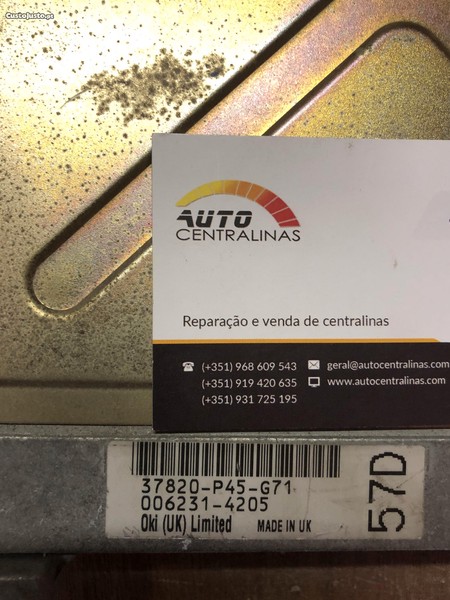 CustoJusto.pt
AUTO
CENTRALINAS
Reparação e venda de centralinas
(+351) 968 609 543
geral@autocentralinas.com
(+351) 919 420 635
www.autocentralinas.com
(+351) 931 725 195
37820-P45-G71
006231-4205
Oki (UK) Limited MADE IN UK
57D